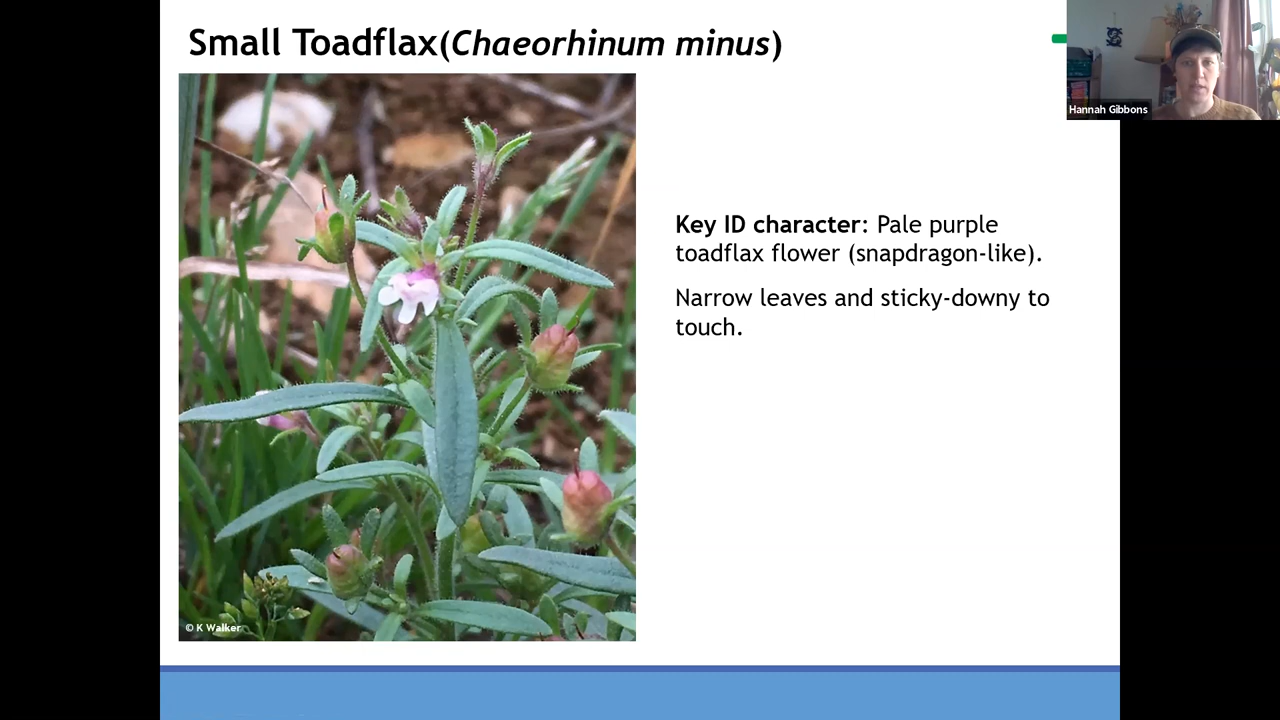 Small Toadflax(Chaeorhinum minus)
Hannah Gibbons
Key ID character: Pale purple
toadflax flower (snapdragon-like).
Narrow leaves and sticky-downy to
touch.
© K Walker